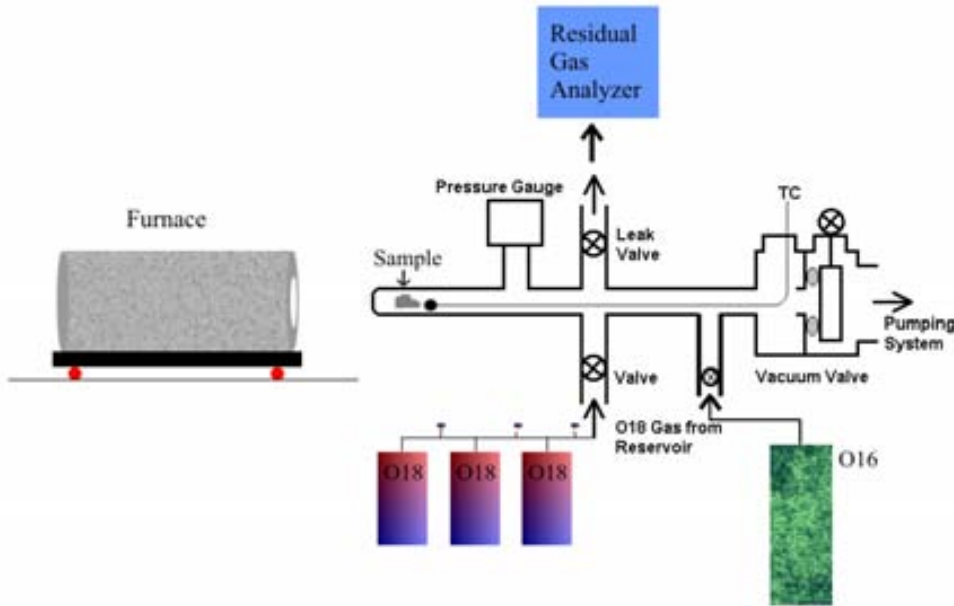 Residual
Gas
Analyzer
Pressure Gauge
TC
Furnace
Leak
Valve
Sample
Pumping
System
Valve
Vacuum Valve
O18 Gas from
Reservoir
O18
O18
O18
O16